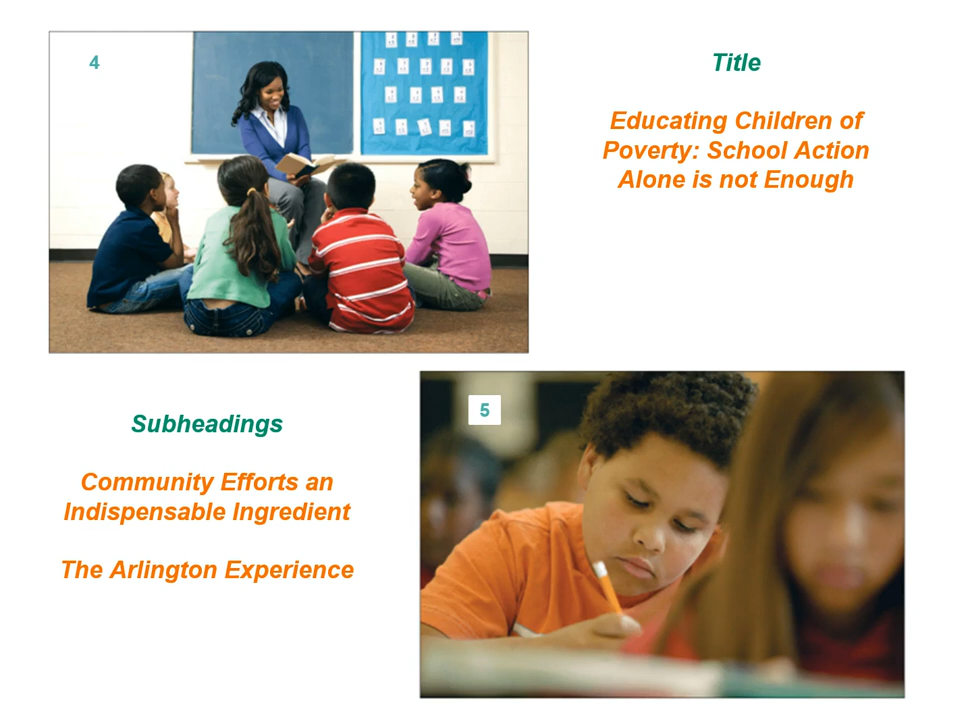 4
Title
Educating Children of
Poverty: School Action
Alone is not Enough
Subheadings
Community Efforts an
Indispensable Ingredient
The Arlington Experience
5